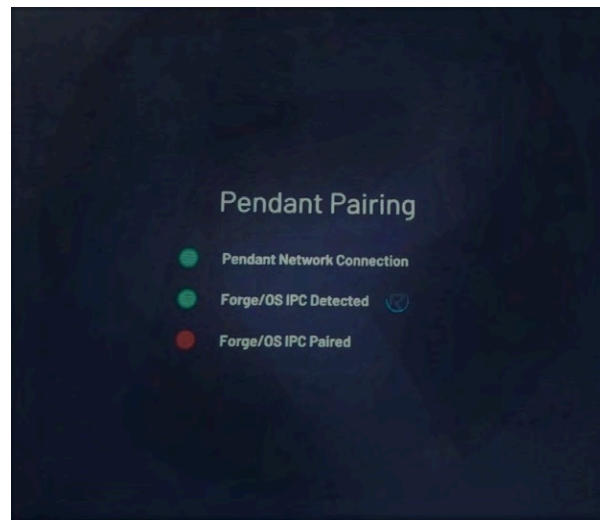 Pendant Pairing
Pendant Network Connection
Forge/OS IPC Detected
Forge/OS IPC Paired